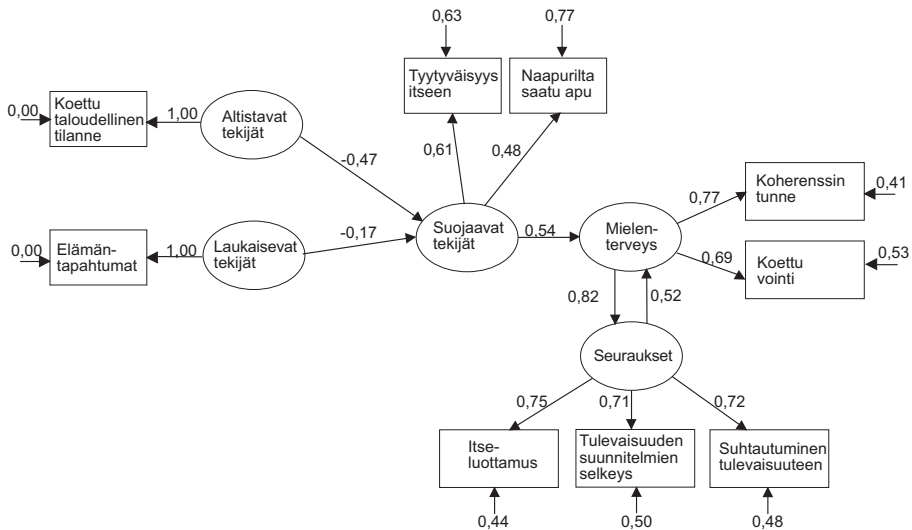 0,63
0,77
Tyytyväisyys
itseen
Naapurilta
saatu apu
Koettu
taloudellinen
tilanne
0,00
1,00
Altistavat
tekijät
-0,47
0,61
0,48
Koherenssin
tunne
0,41
0,77
Elämän-
tapahtumat
0,00
1,00
Laukaisevat
tekijät
-0,17
Suojaavat
tekijät
0,54
Mielen-
terveys
0,69
Koettu
vointi
0,53
0,82
0,52
Seuraukset
0,75
0,71
0,72
Itse-
luottamus
Tulevaisuuden
suunnitelmien
selkeys
Suhtautuminen
tulevaisuuteen
0,44
0,50
0,48